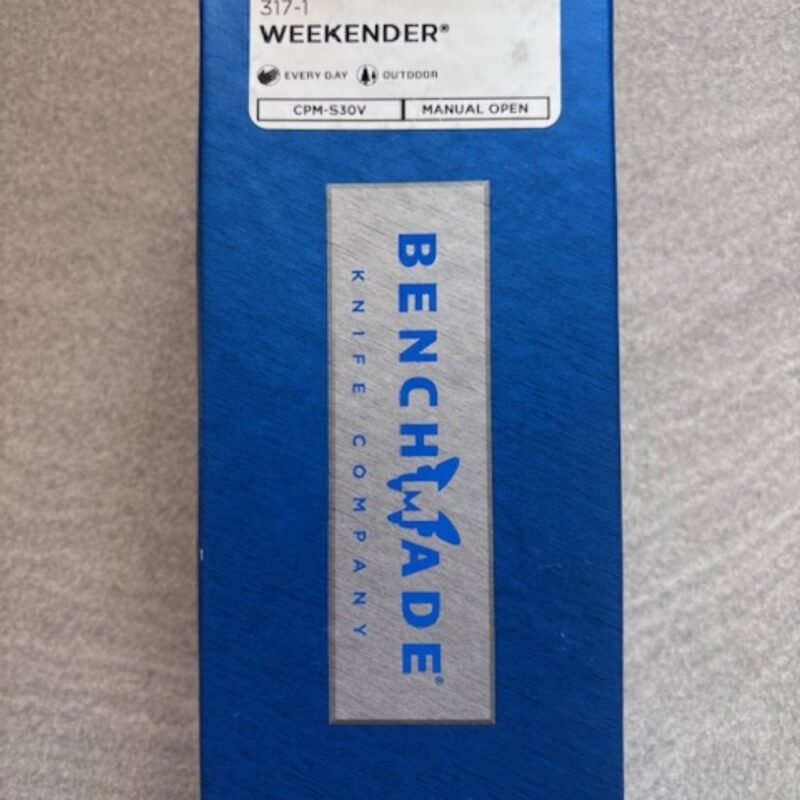 317-1
WEEKENDER®
EVERY DAY OUTDOOR
CPM-S30V MANUAL OPEN
BENCHMADE®
KNIFE COMPANY